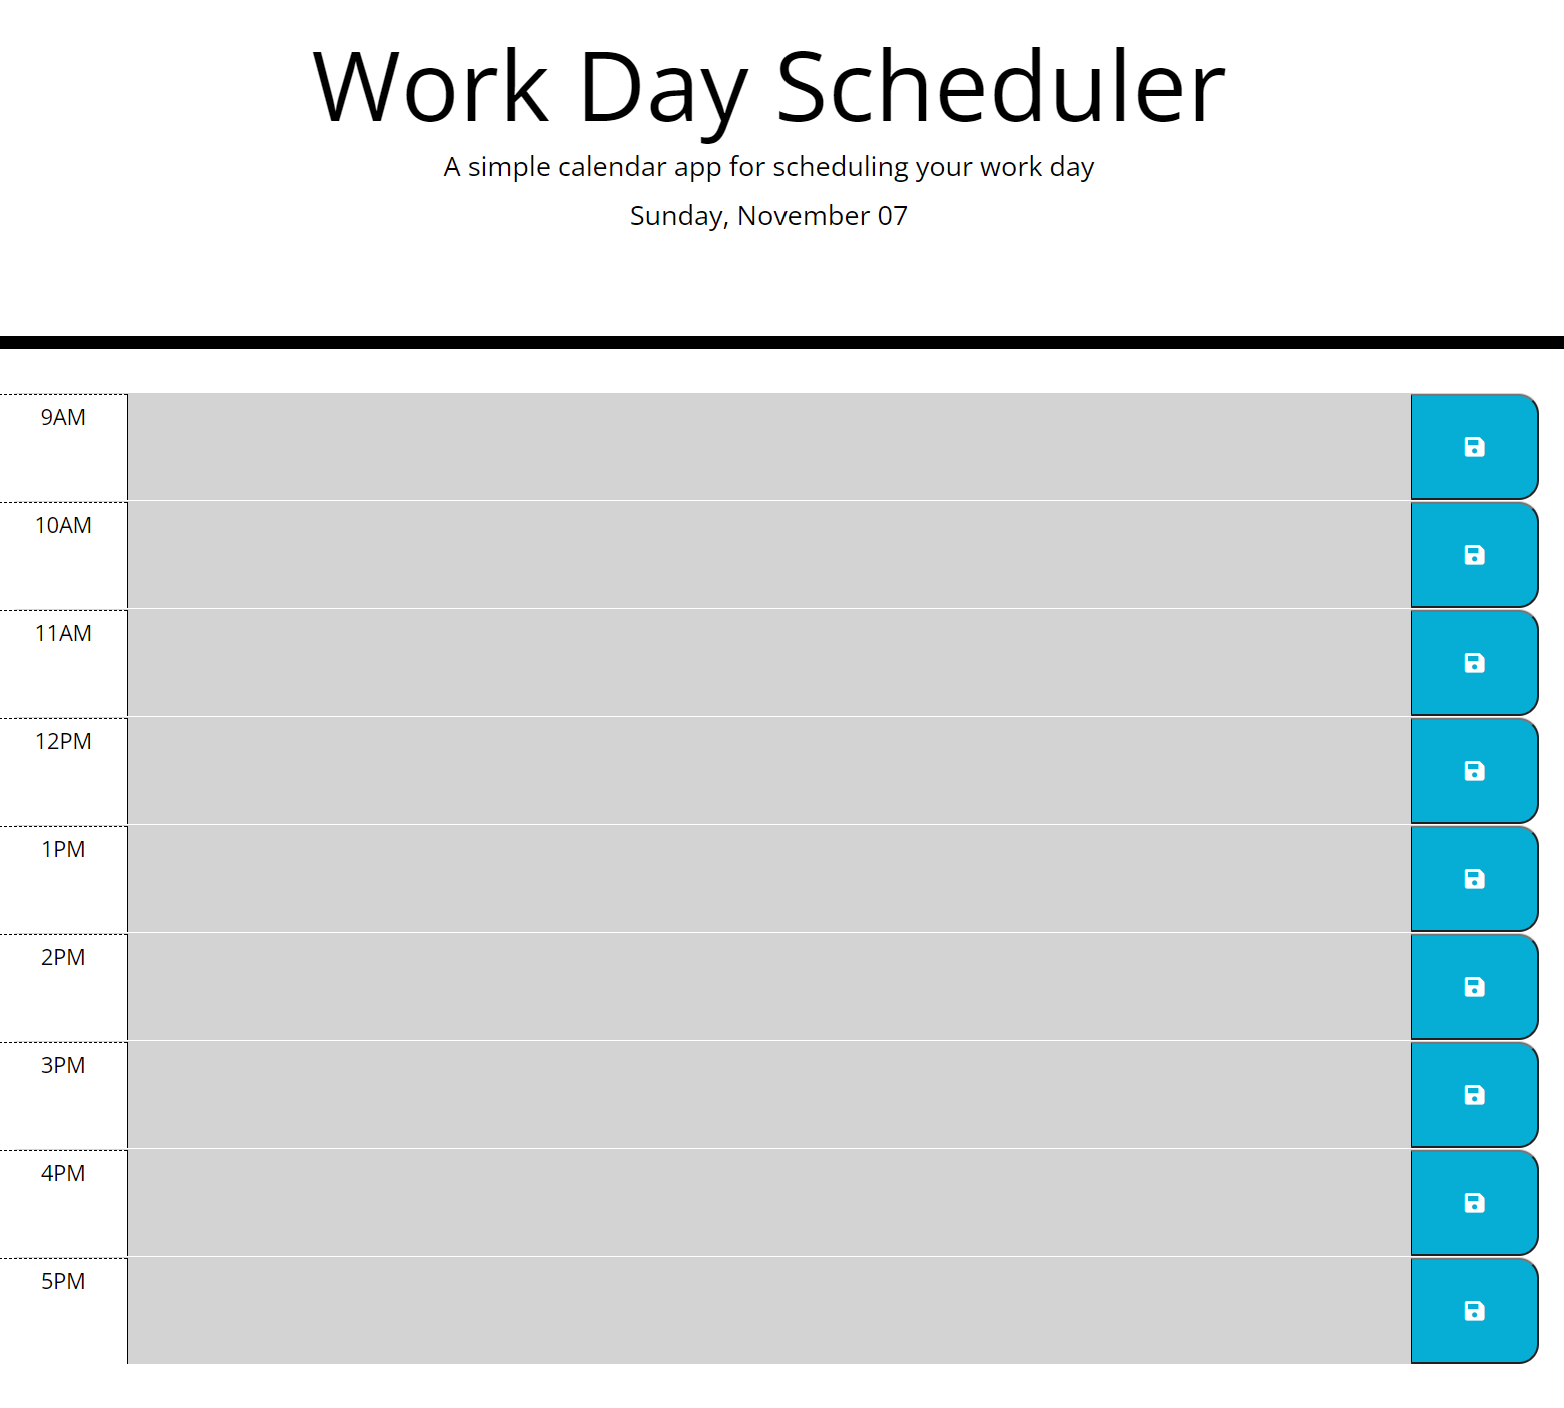 Work Day Scheduler
A simple calendar app for scheduling your work day
Sunday, November 07
9AM
10AM
11AM
12PM
1PM
2PM
3PM
4PM
5PM